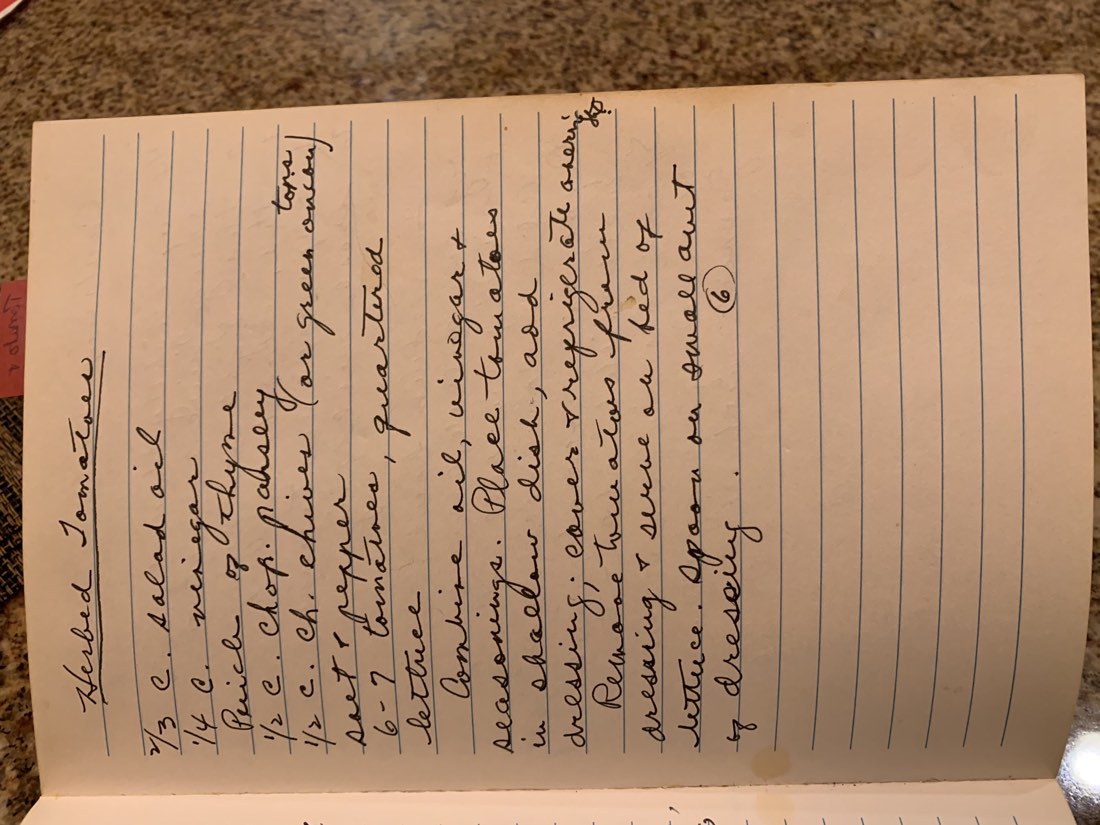 Herbed Tomatoes
2/3 c. salad oil
1/4 c. vinegar
Pinch of thyme
1/2 c. chop. parsley
1/2 c. ch. chives (or green onion tops)
salt & pepper
6-7 tomatoes, quartered
lettuce
Combine oil, vinegar &
seasonings. Place tomatoes
in shallow dish, add
dressing; cover & refrigerate overnight.
Remove tomatoes from
dressing & serve on bed of
lettuce. Spoon on small amt
of dressing. 6